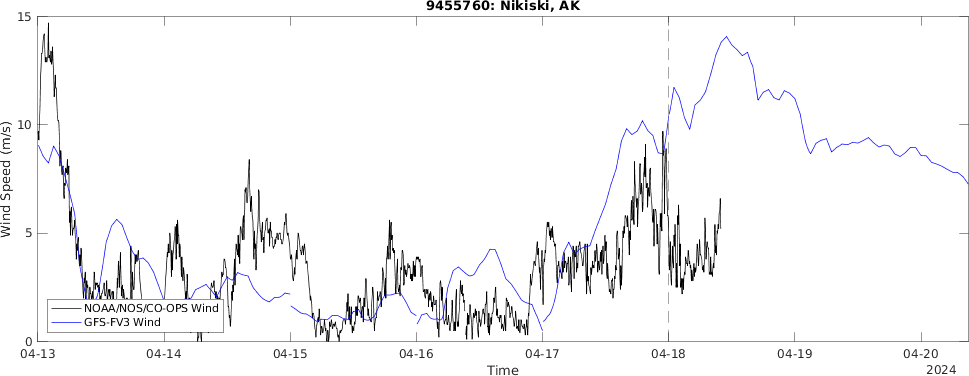 9455760: Nikiski, AK
15
10
5
0
Wind Speed (m/s)
NOAA/NOS/CO-OPS Wind
GFS-FV3 Wind
04-13 04-14 04-15 04-16 04-17 04-18 04-19 04-20
Time
2024